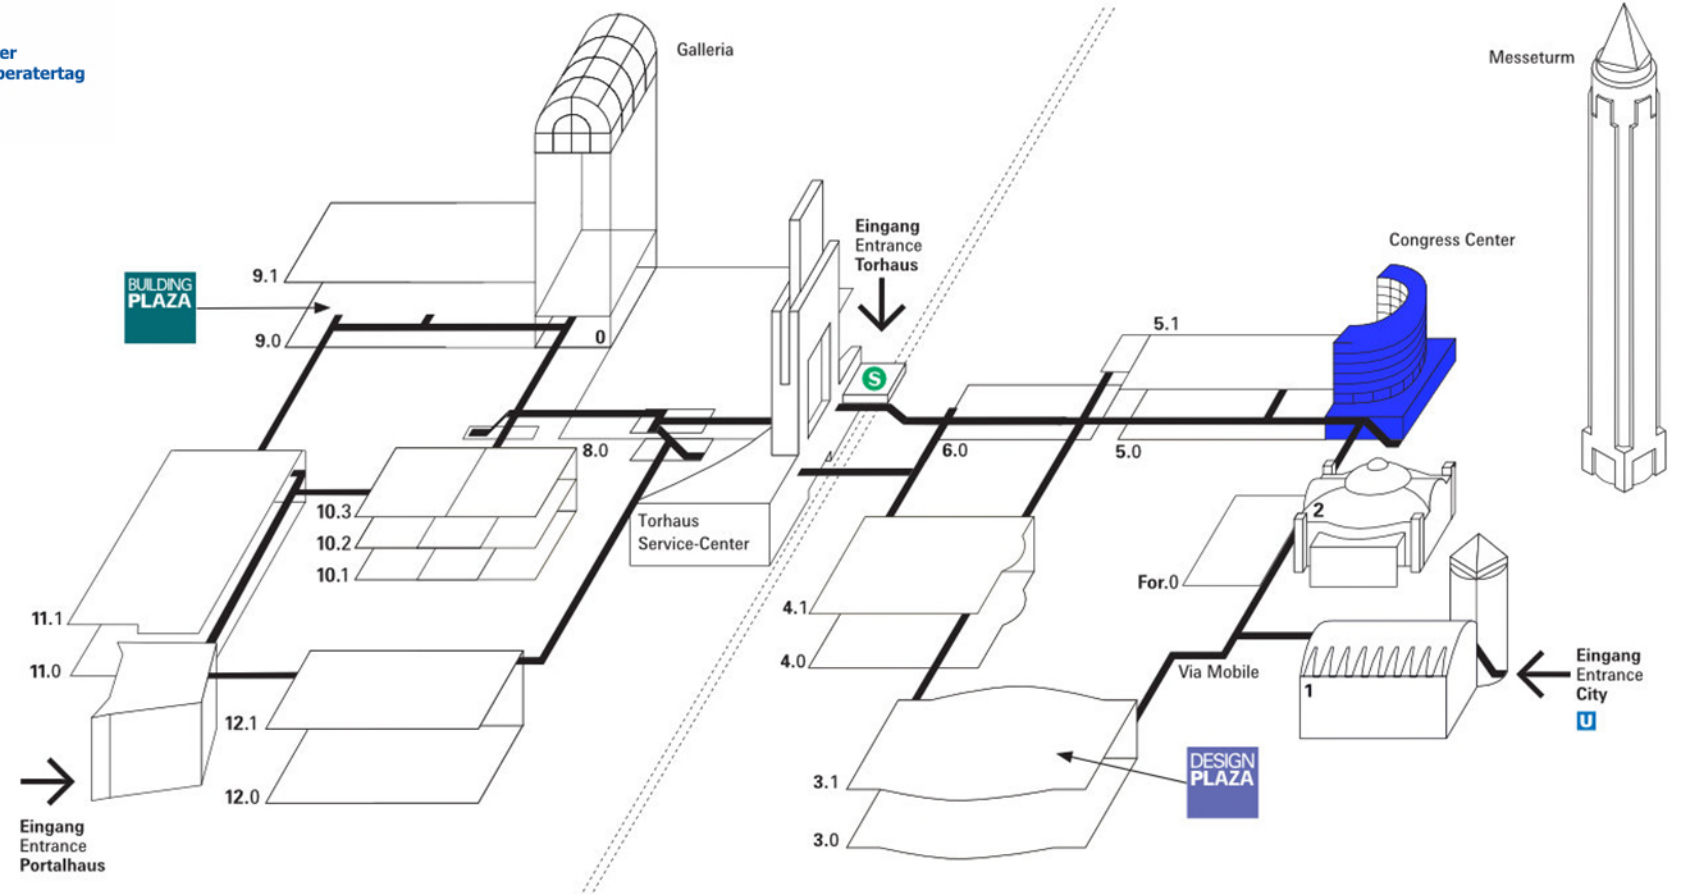 er
beratertag
Galleria
Messeturm
Eingang
Entrance
Torhaus
Congress Center
9.1
BUILDING
PLAZA
9.0
0
S
5.1
8.0
6.0
5.0
10.3
10.2
10.1
Torhaus
Service-Center
2
For.0
11.1
11.0
4.1
4.0
Via Mobile
1
Eingang
Entrance
City
U
12.1
12.0
3.1
3.0
DESIGN
PLAZA
Eingang
Entrance
Portalhaus